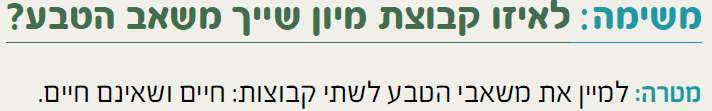 משימה: לאיזו קבוצת מיון שייך משאב הטבע?
מטרה: למיין את משאבי הטבע לשתי קבוצות: חיים ושאינם חיים.